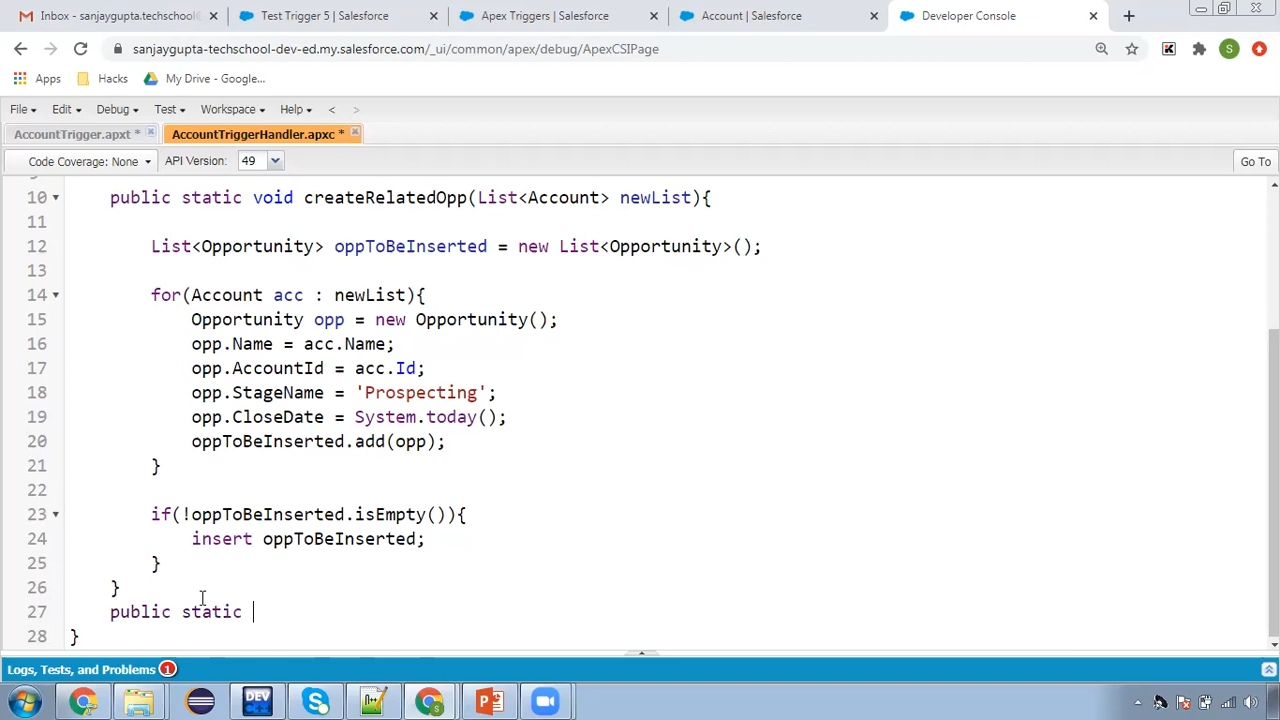 Inbox - sanjaygupta.techschool@ Test Trigger 5 | Salesforce Apex Triggers | Salesforce Account | Salesforce Developer Console
sanjaygupta-techschool-dev-ed.my.salesforce.com/_ui/common/apex/debug/ApexCSIPage S
Apps Hacks My Drive - Google...
File Edit Debug Test Workspace Help < >
AccountTrigger.apxt * AccountTriggerHandler.apxc *
Code Coverage: None API Version: 49 Go To
10 public static void createRelatedOpp(List<Account> newList){
11
12 List<Opportunity> oppToBeInserted = new List<Opportunity>();
13
14 for(Account acc : newList){
15 Opportunity opp = new Opportunity();
16 opp.Name = acc.Name;
17 opp.AccountId = acc.Id;
18 opp.StageName = 'Prospecting';
19 opp.CloseDate = System.today();
20 oppToBeInserted.add(opp);
21 }
22
23 if(!oppToBeInserted.isEmpty()){
24 insert oppToBeInserted;
25 }
26 }
27 public static
28 }
Logs, Tests, and Problems 1